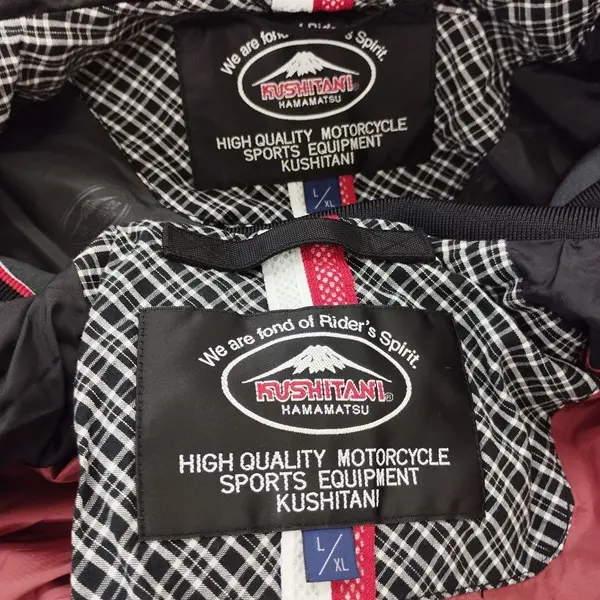 We are fond of Rider's Spirit.
KUSHITANI®
HAMAMATSU
HIGH QUALITY MOTORCYCLE
SPORTS EQUIPMENT
KUSHITANI
L/XL
We are fond of Rider's Spirit.
KUSHITANI®
HAMAMATSU
HIGH QUALITY MOTORCYCLE
SPORTS EQUIPMENT
KUSHITANI
L/XL